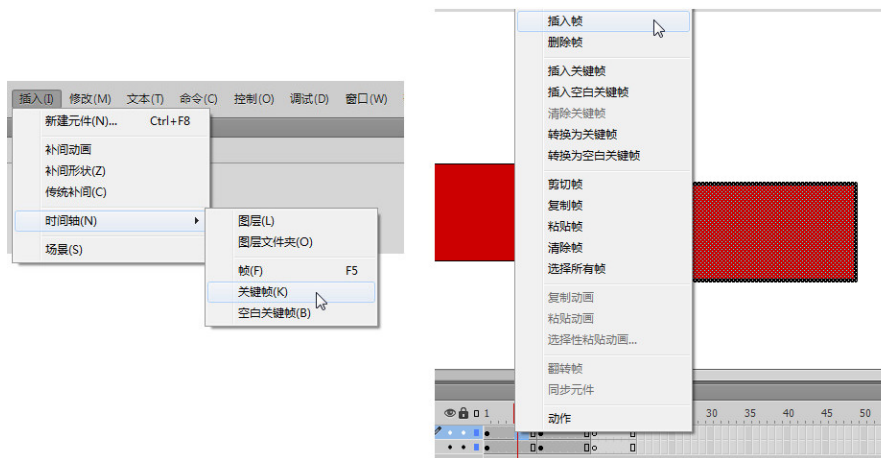 插入(I) 修改(M) 文本(T) 命令(C) 控制(O) 调试(D) 窗口(W)
新建元件(N)... Ctrl+F8
补间动画
补间形状(Z)
传统补间(C)
时间轴(N)
场景(S)
图层(L)
图层文件夹(O)
帧(F) F5
关键帧(K)
空白关键帧(B)
插入帧
删除帧
插入关键帧
插入空白关键帧
清除关键帧
转换为关键帧
转换为空白关键帧
剪切帧
复制帧
粘贴帧
清除帧
选择所有帧
复制动画
粘贴动画
选择性粘贴动画...
翻转帧
同步元件
动作
1 30 35 40 45 50